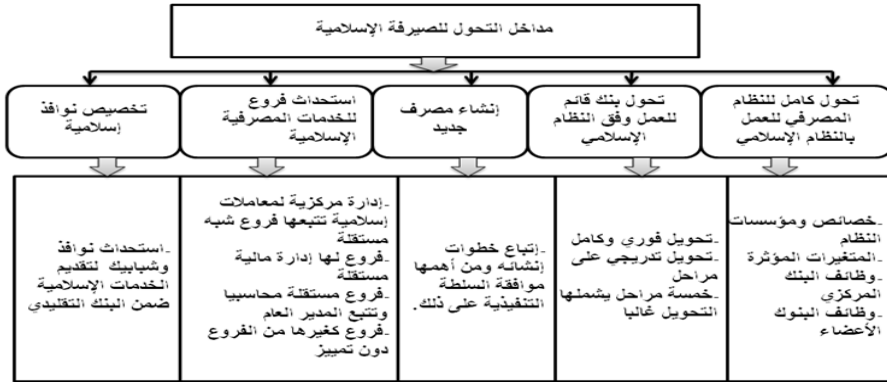 مداخل التحول للصيرفة الإسلامية
تحول كامل للنظام
المصرفي للعمل
بالنظام الإسلامي
تحول بنك قائم
للعمل وفق النظام
الإسلامي
إنشاء مصرف
جديد
استحداث فروع
للخدمات المصرفية
الإسلامية
تخصيص نوافذ
إسلامية
-خصائص ومؤسسات
النظام
-المتغيرات المؤثرة
-وظائف البنك
المركزي
-وظائف البنوك
الأعضاء
-تحويل فوري وكامل
-تحويل تدريجي على
مراحل
-خمسة مراحل يشملها
التحويل غالبا
إتباع خطوات
إنشائه ومن أهمها
موافقة السلطة
التنفيذية على ذلك.
-إدارة مركزية لمعاملات
إسلامية تتبعها فروع شبه
مستقلة
-فروع لها إدارة مالية
مستقلة
-فروع مستقلة محاسبيا
وتتبع المدير العام
-فروع كغيرها من الفروع
دون تمييز
-استحداث نوافذ
وشبابيك لتقديم
الخدمات الإسلامية
ضمن البنك التقليدي